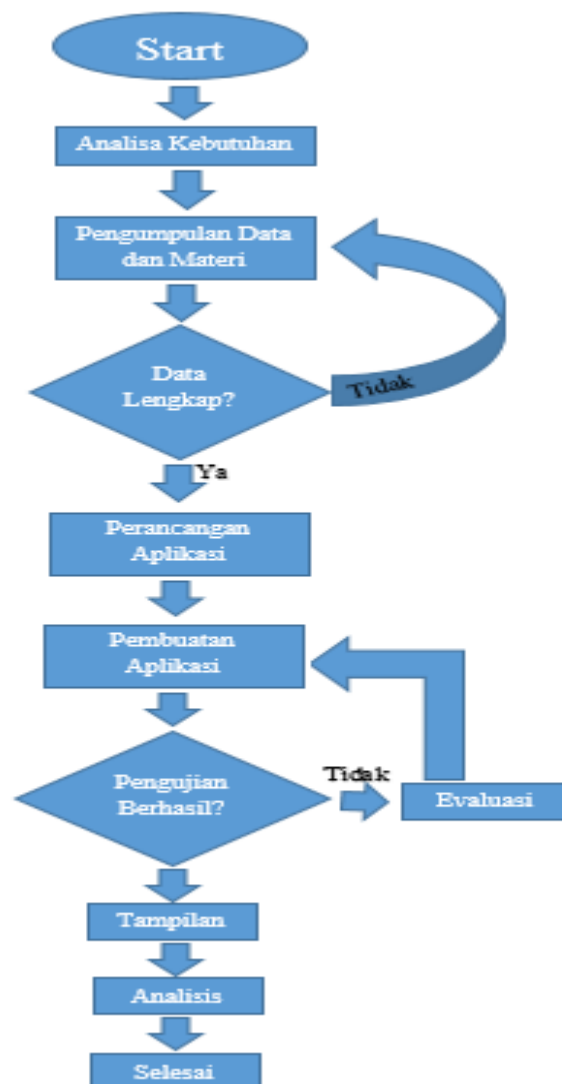 Start
Analisa Kebutuhan
Pengumpulan Data
dan Materi
Data
Lengkap?
Tidak
Ya
Perancangan
Aplikasi
Pembuatan
Aplikasi
Pengujian
Berhasil?
Tidak
Evaluasi
Tampilan
Analisis
Selesai